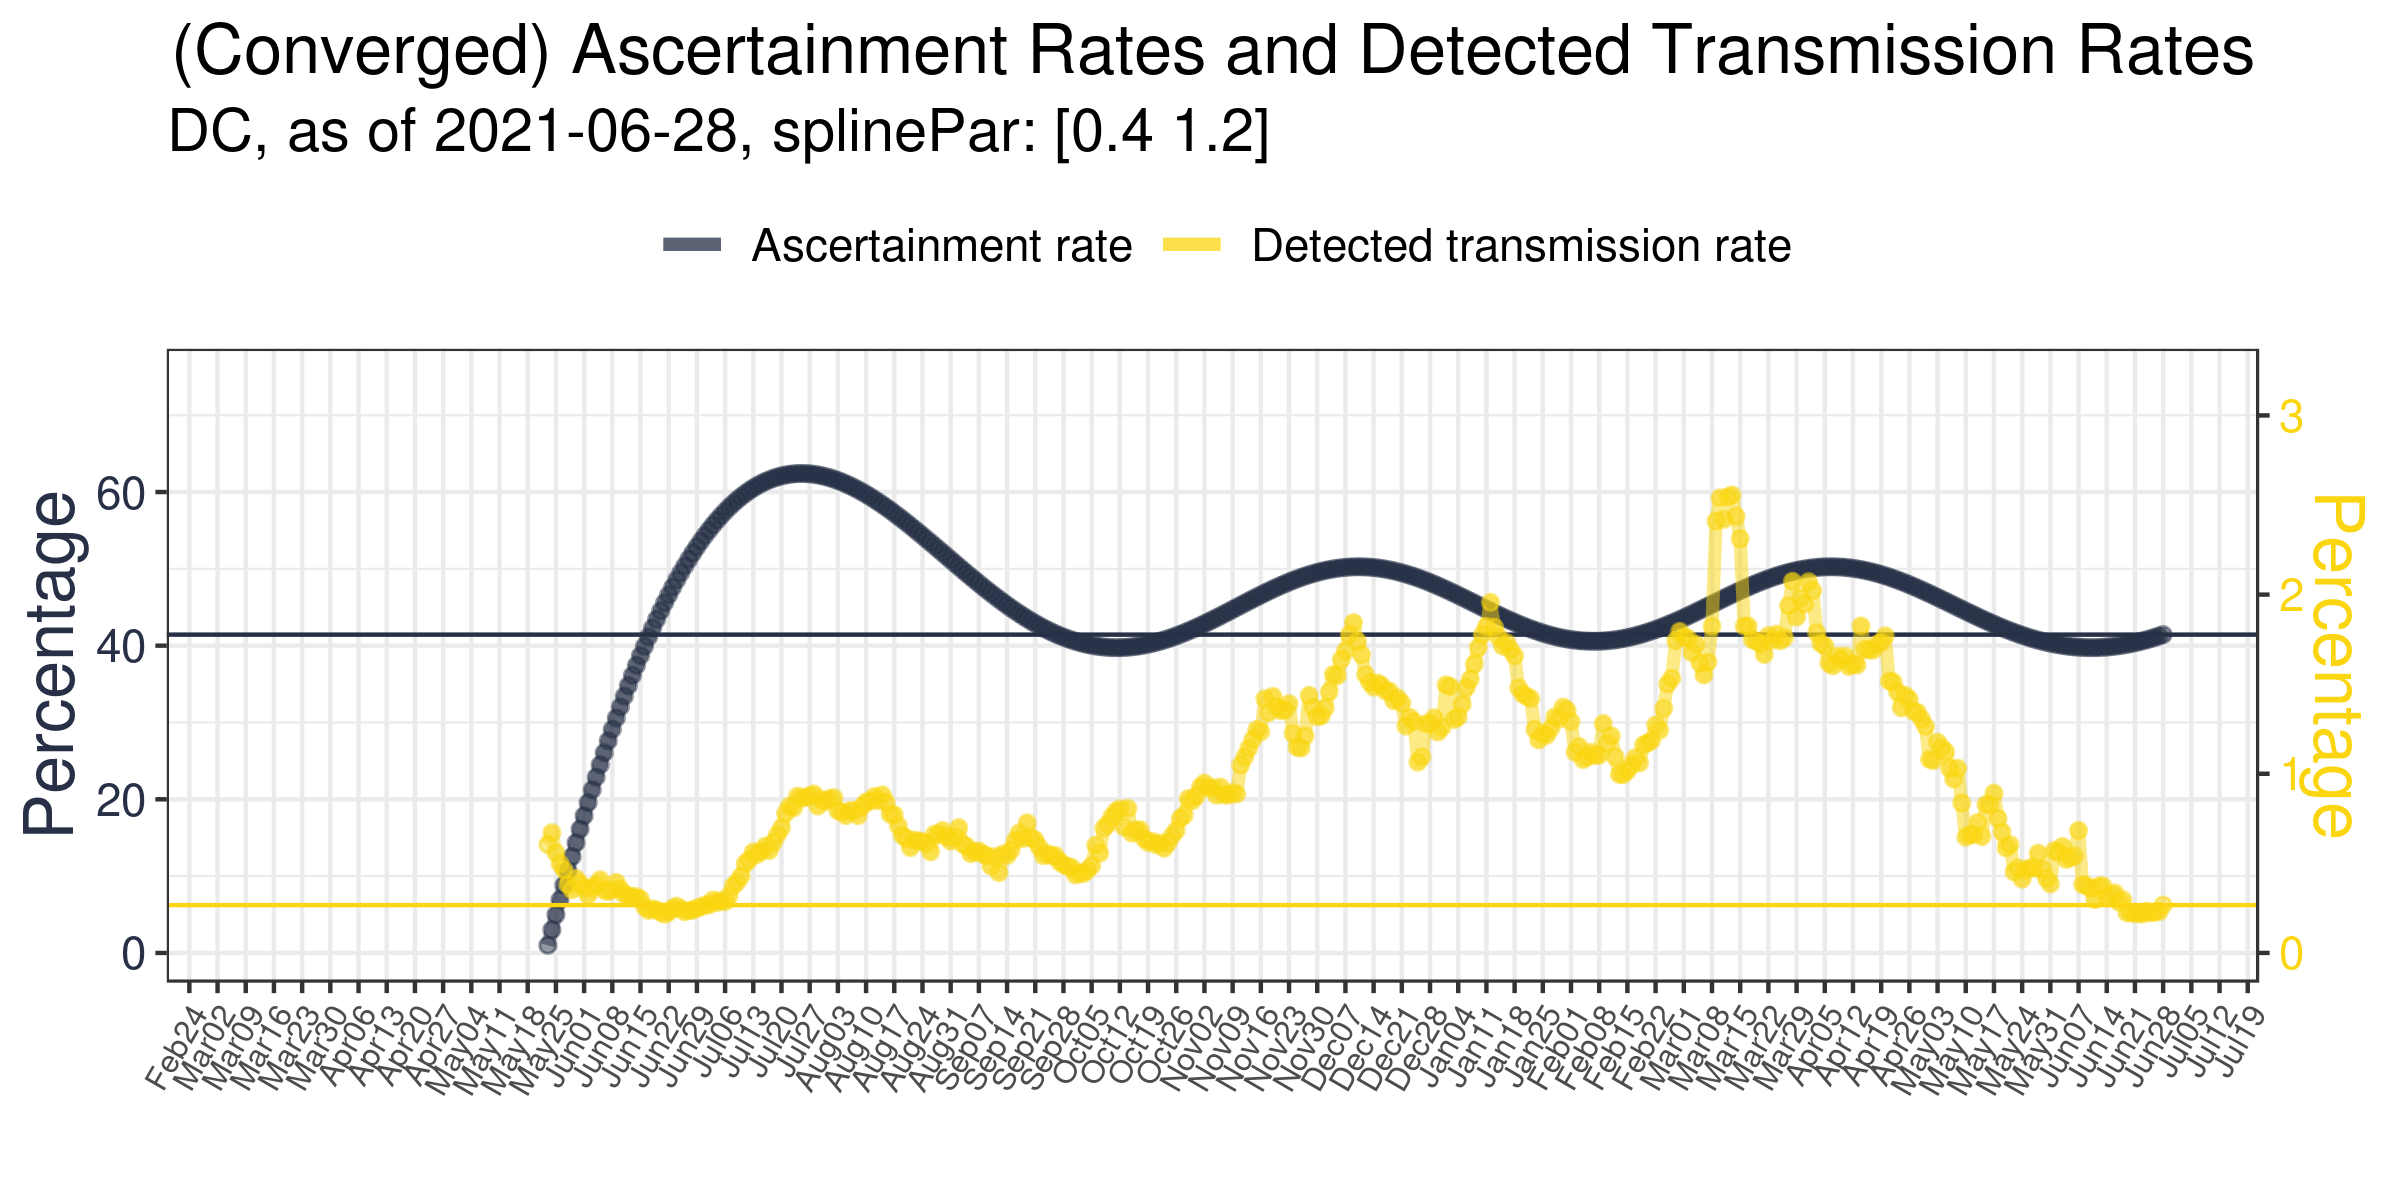 (Converged) Ascertainment Rates and Detected Transmission Rates
DC, as of 2021-06-28, splinePar: [0.4 1.2]
Ascertainment rate
Detected transmission rate
Percentage
60
40
20
0
3
2
1
0
Percentage
Feb24
Mar02
Mar09
Mar16
Mar23
Mar30
Apr06
Apr13
Apr20
Apr27
May04
May11
May18
May25
Jun01
Jun08
Jun15
Jun22
Jun29
Jul06
Jul13
Jul20
Jul27
Aug03
Aug10
Aug17
Aug24
Aug31
Sep07
Sep14
Sep21
Sep28
Oct05
Oct12
Oct19
Oct26
Nov02
Nov09
Nov16
Nov23
Nov30
Dec07
Dec14
Dec21
Dec28
Jan04
Jan11
Jan18
Jan25
Feb01
Feb08
Feb15
Feb22
Mar01
Mar08
Mar15
Mar22
Mar29
Apr05
Apr12
Apr19
Apr26
May03
May10
May17
May24
May31
May07
Jun14
Jun21
Jun28
Jul05
Jul12
Jul19